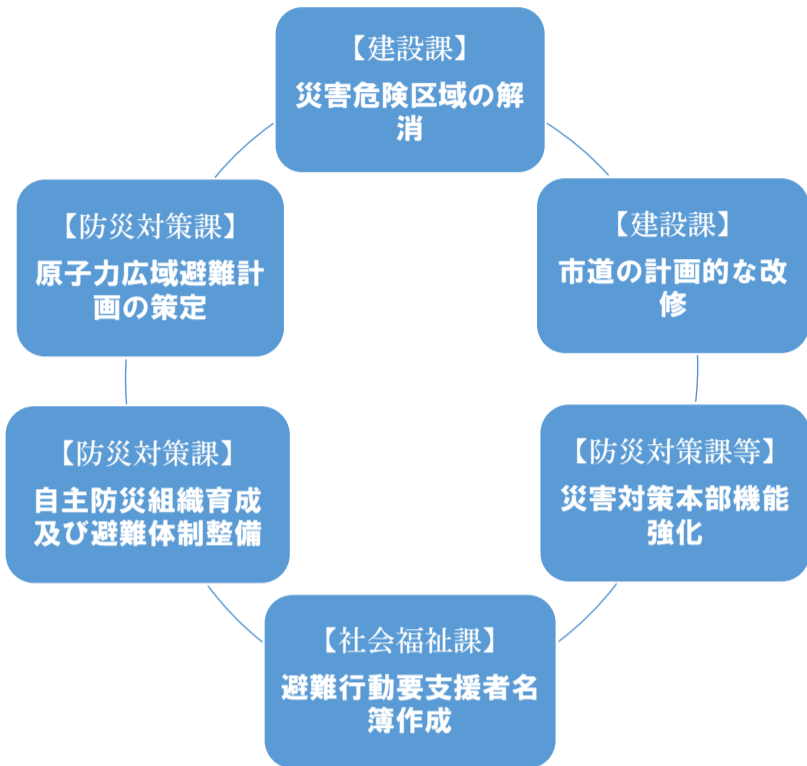 【建設課】
災害危険区域の解
消
【建設課】
市道の計画的な改
修
【防災対策課等】
災害対策本部機能
強化
【社会福祉課】
避難行動要支援者名
簿作成
【防災対策課】
自主防災組織育成
及び避難体制整備
【防災対策課】
原子力広域避難計
画の策定